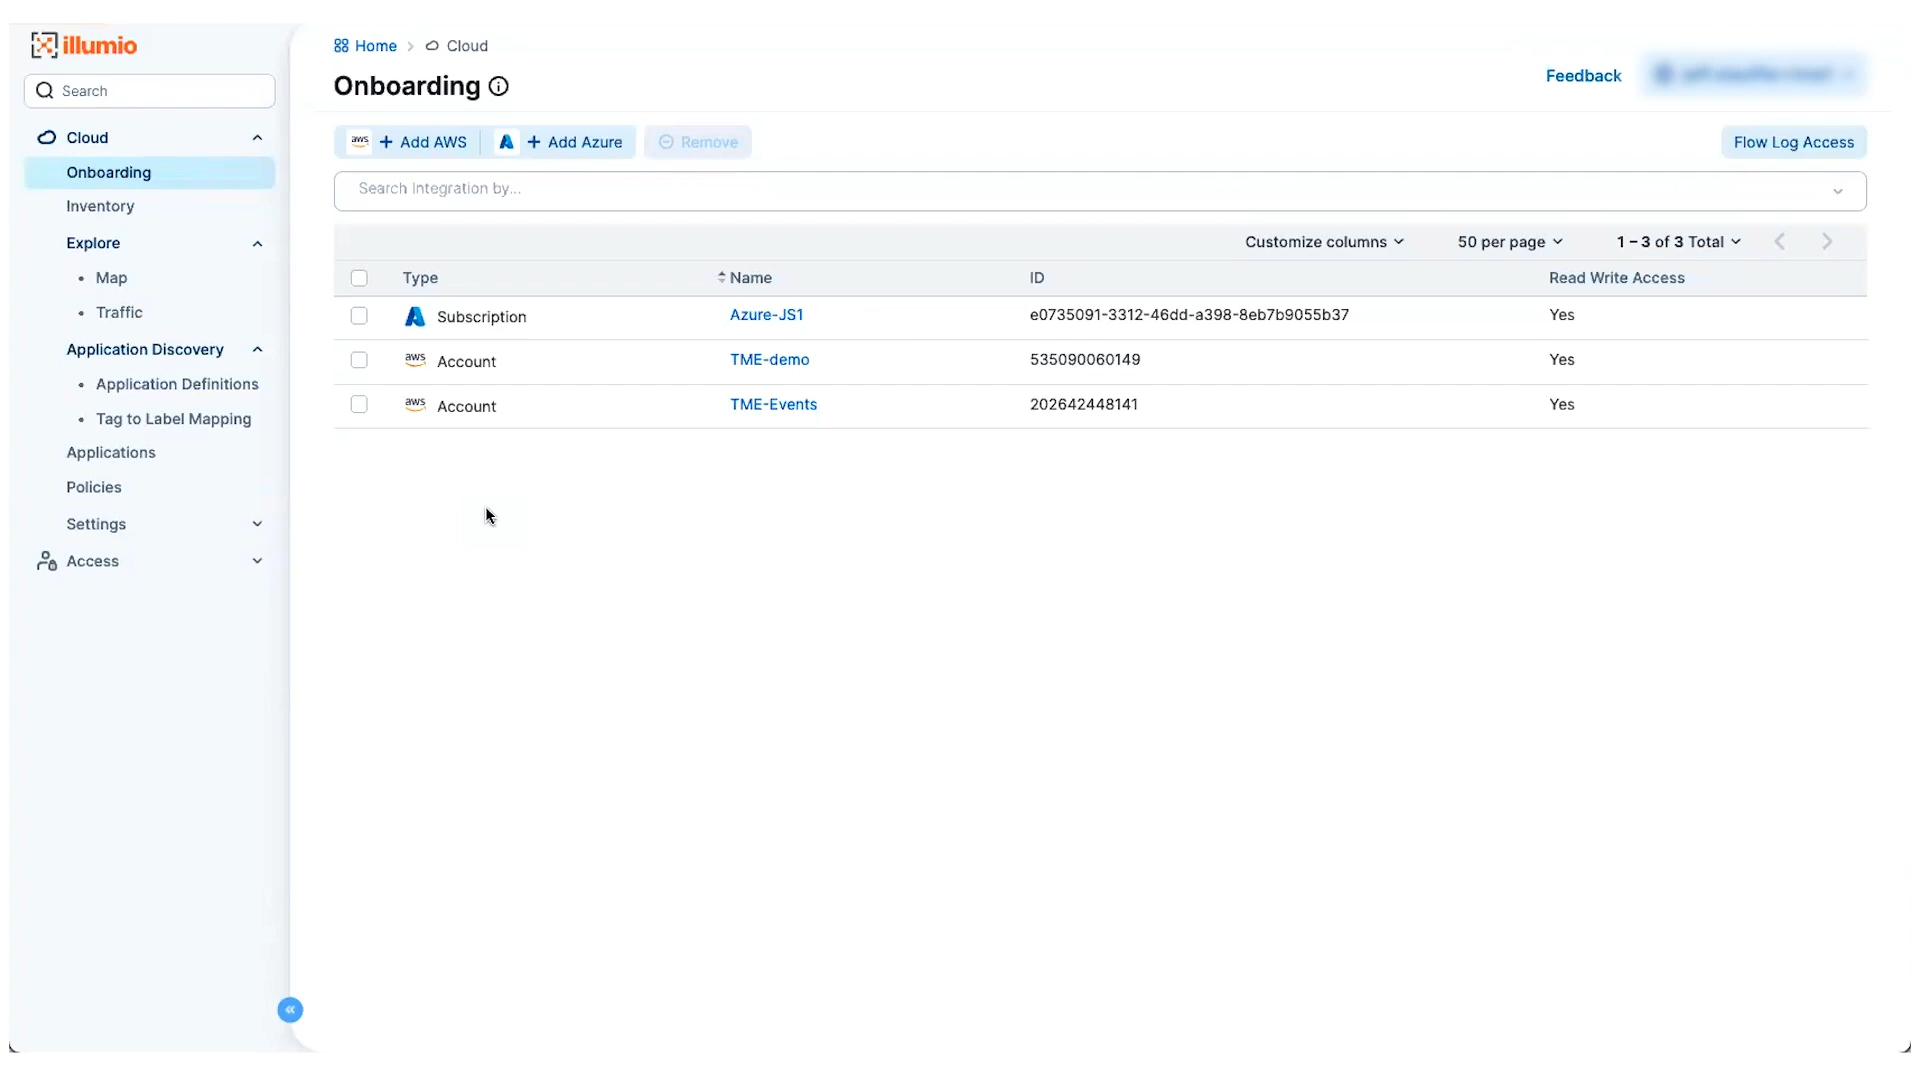 illumio
Search
Cloud
Onboarding
Inventory
Explore
Map
Traffic
Application Discovery
Application Definitions
Tag to Label Mapping
Applications
Policies
Settings
Access
Home > Cloud
Onboarding
Feedback
aws + Add AWS + Add Azure Remove
Flow Log Access
Search Integration by...
Customize columns 50 per page 1 – 3 of 3 Total
Type Name ID Read Write Access
Subscription Azure-JS1 e0735091-3312-46dd-a398-8eb7b9055b37 Yes
aws Account TME-demo 535090060149 Yes
aws Account TME-Events 202642448141 Yes